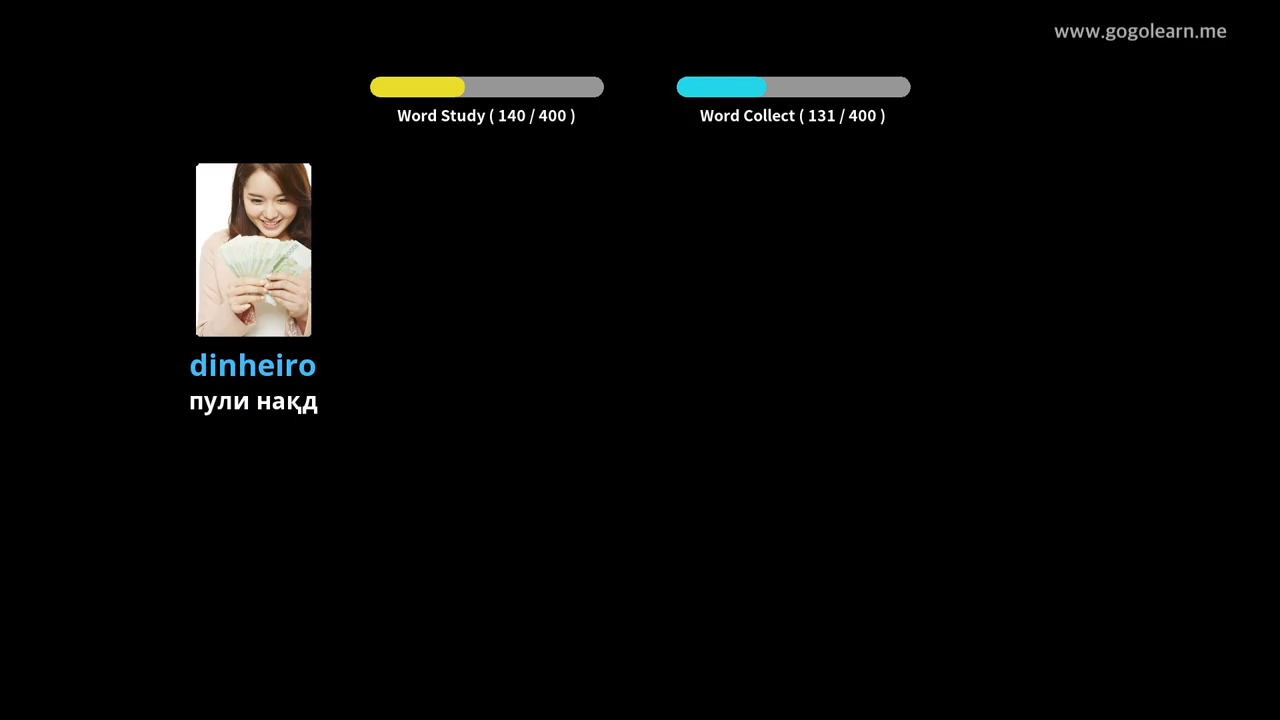 www.gogolearn.me
Word Study ( 140 / 400 )
Word Collect ( 131 / 400 )
dinheiro
пули нақд